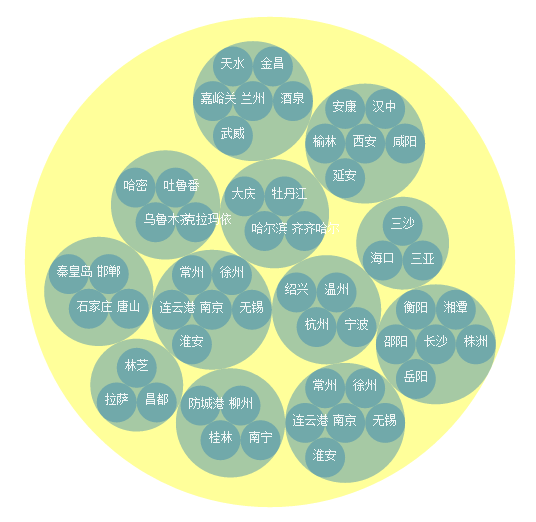 天水 金昌
嘉峪关 兰州 酒泉
武威
安康 汉中
榆林 西安 咸阳
延安
哈密 吐鲁番
乌鲁木齐 克拉玛依
大庆 牡丹江
哈尔滨 齐齐哈尔
三沙
海口 三亚
秦皇岛 邯郸
石家庄 唐山
常州 徐州
连云港 南京 无锡
淮安
绍兴 温州
杭州 宁波
衡阳 湘潭
邵阳 长沙 株洲
岳阳
林芝
拉萨 昌都
防城港 柳州
桂林 南宁
常州 徐州
连云港 南京 无锡
淮安